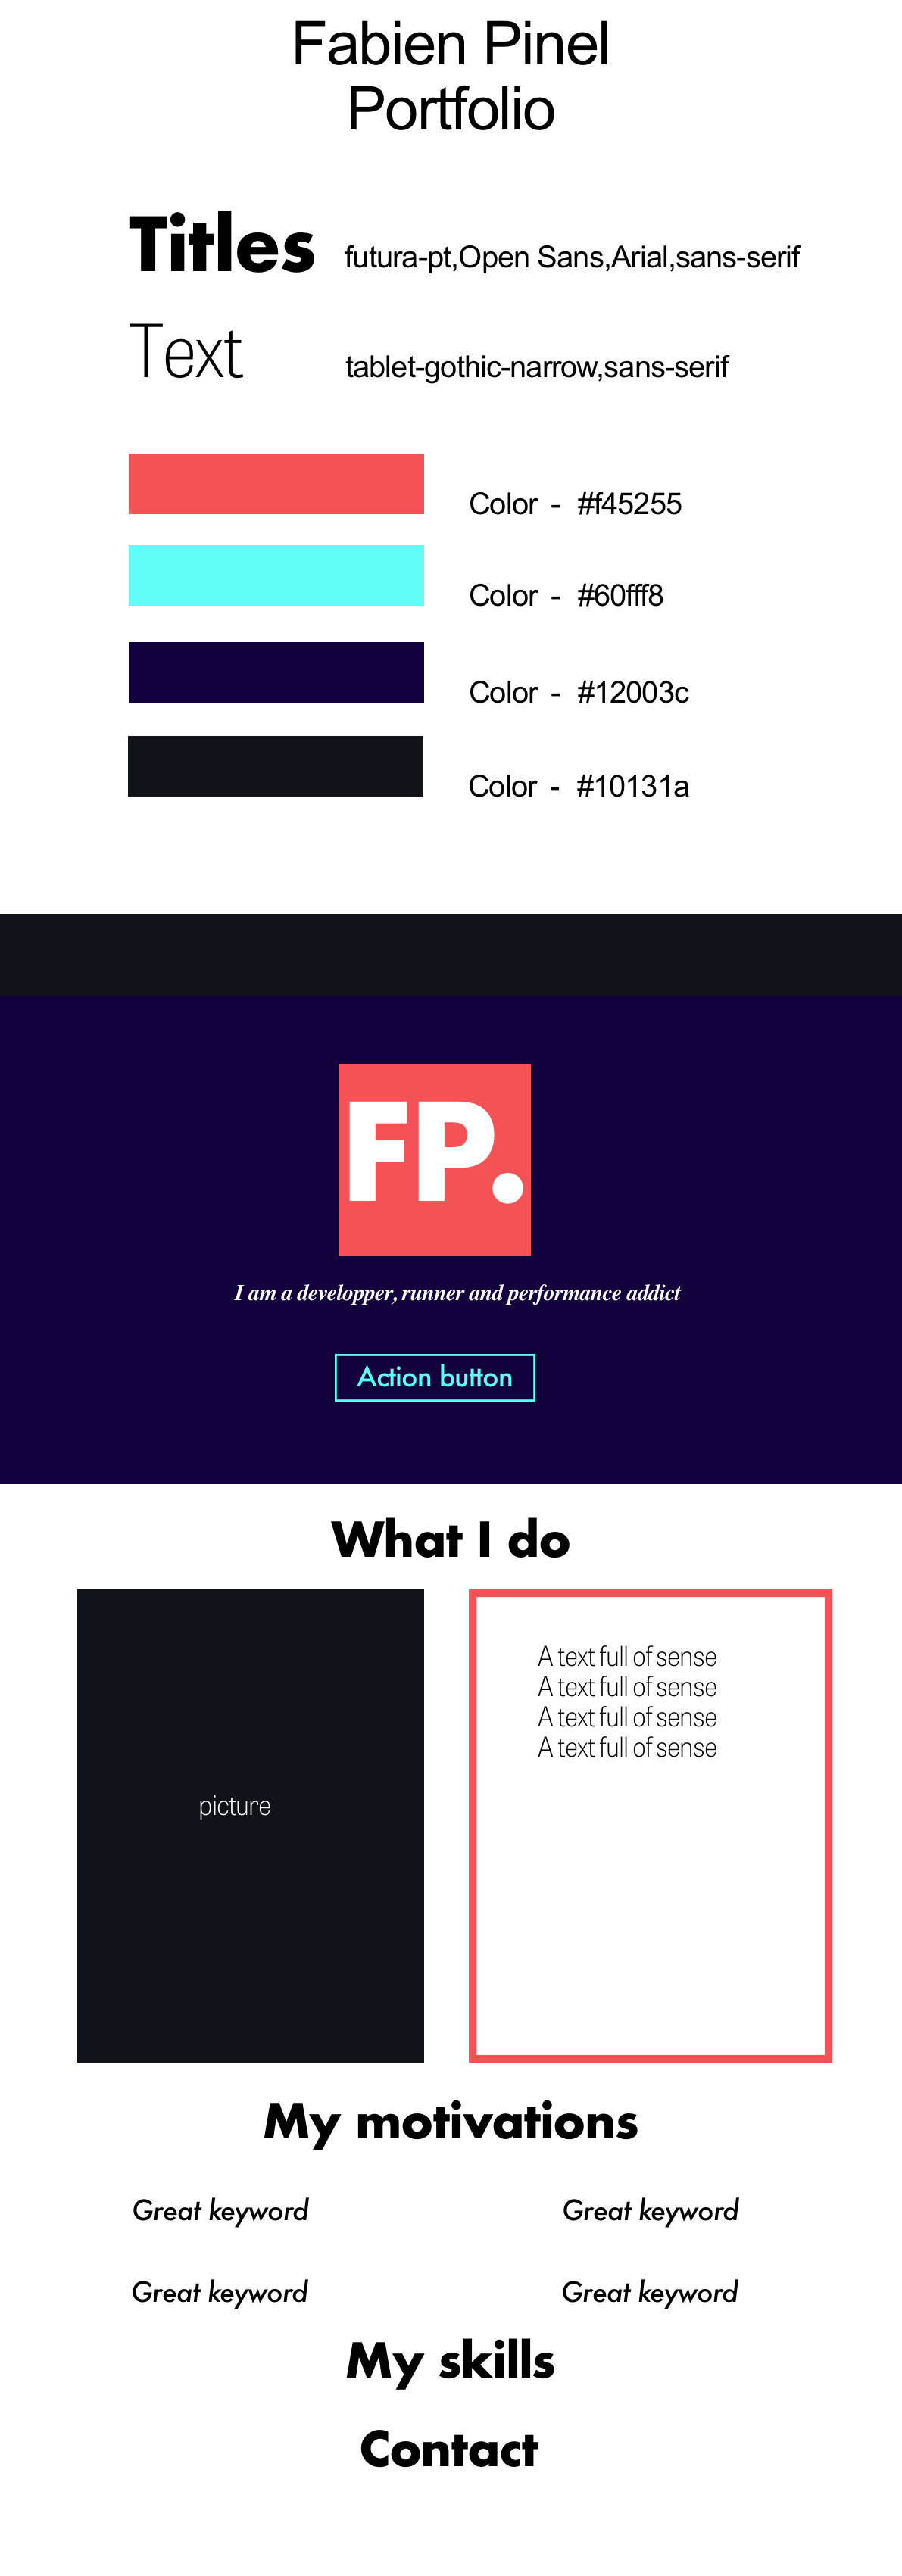 Fabien Pinel
Portfolio
Titles futura-pt,Open Sans,Arial,sans-serif
Text tablet-gothic-narrow,sans-serif
Color - #f45255
Color - #60fff8
Color - #12003c
Color - #10131a
FP.
I am a developper, runner and performance addict
Action button
What I do
A text full of sense
A text full of sense
A text full of sense
A text full of sense
picture
My motivations
Great keyword Great keyword
Great keyword Great keyword
My skills
Contact